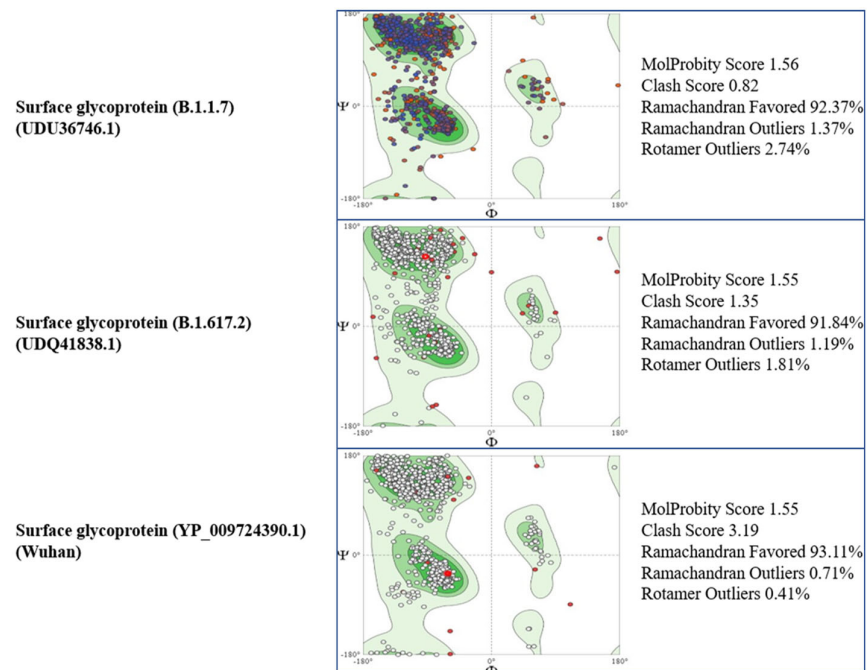 180°
Surface glycoprotein (B.1.1.7)
(UDU36746.1)
Ψ 0°
-180°
-180° 0° 180°
Φ
MolProbity Score 1.56
Clash Score 0.82
Ramachandran Favored 92.37%
Ramachandran Outliers 1.37%
Rotamer Outliers 2.74%
180°
Surface glycoprotein (B.1.617.2)
(UDQ41838.1)
Ψ 0°
-180°
-180° 0° 180°
Φ
MolProbity Score 1.55
Clash Score 1.35
Ramachandran Favored 91.84%
Ramachandran Outliers 1.19%
Rotamer Outliers 1.81%
180°
Surface glycoprotein (YP_009724390.1)
(Wuhan)
Ψ 0°
-180°
-180° 0° 180°
Φ
MolProbity Score 1.55
Clash Score 3.19
Ramachandran Favored 93.11%
Ramachandran Outliers 0.71%
Rotamer Outliers 0.41%